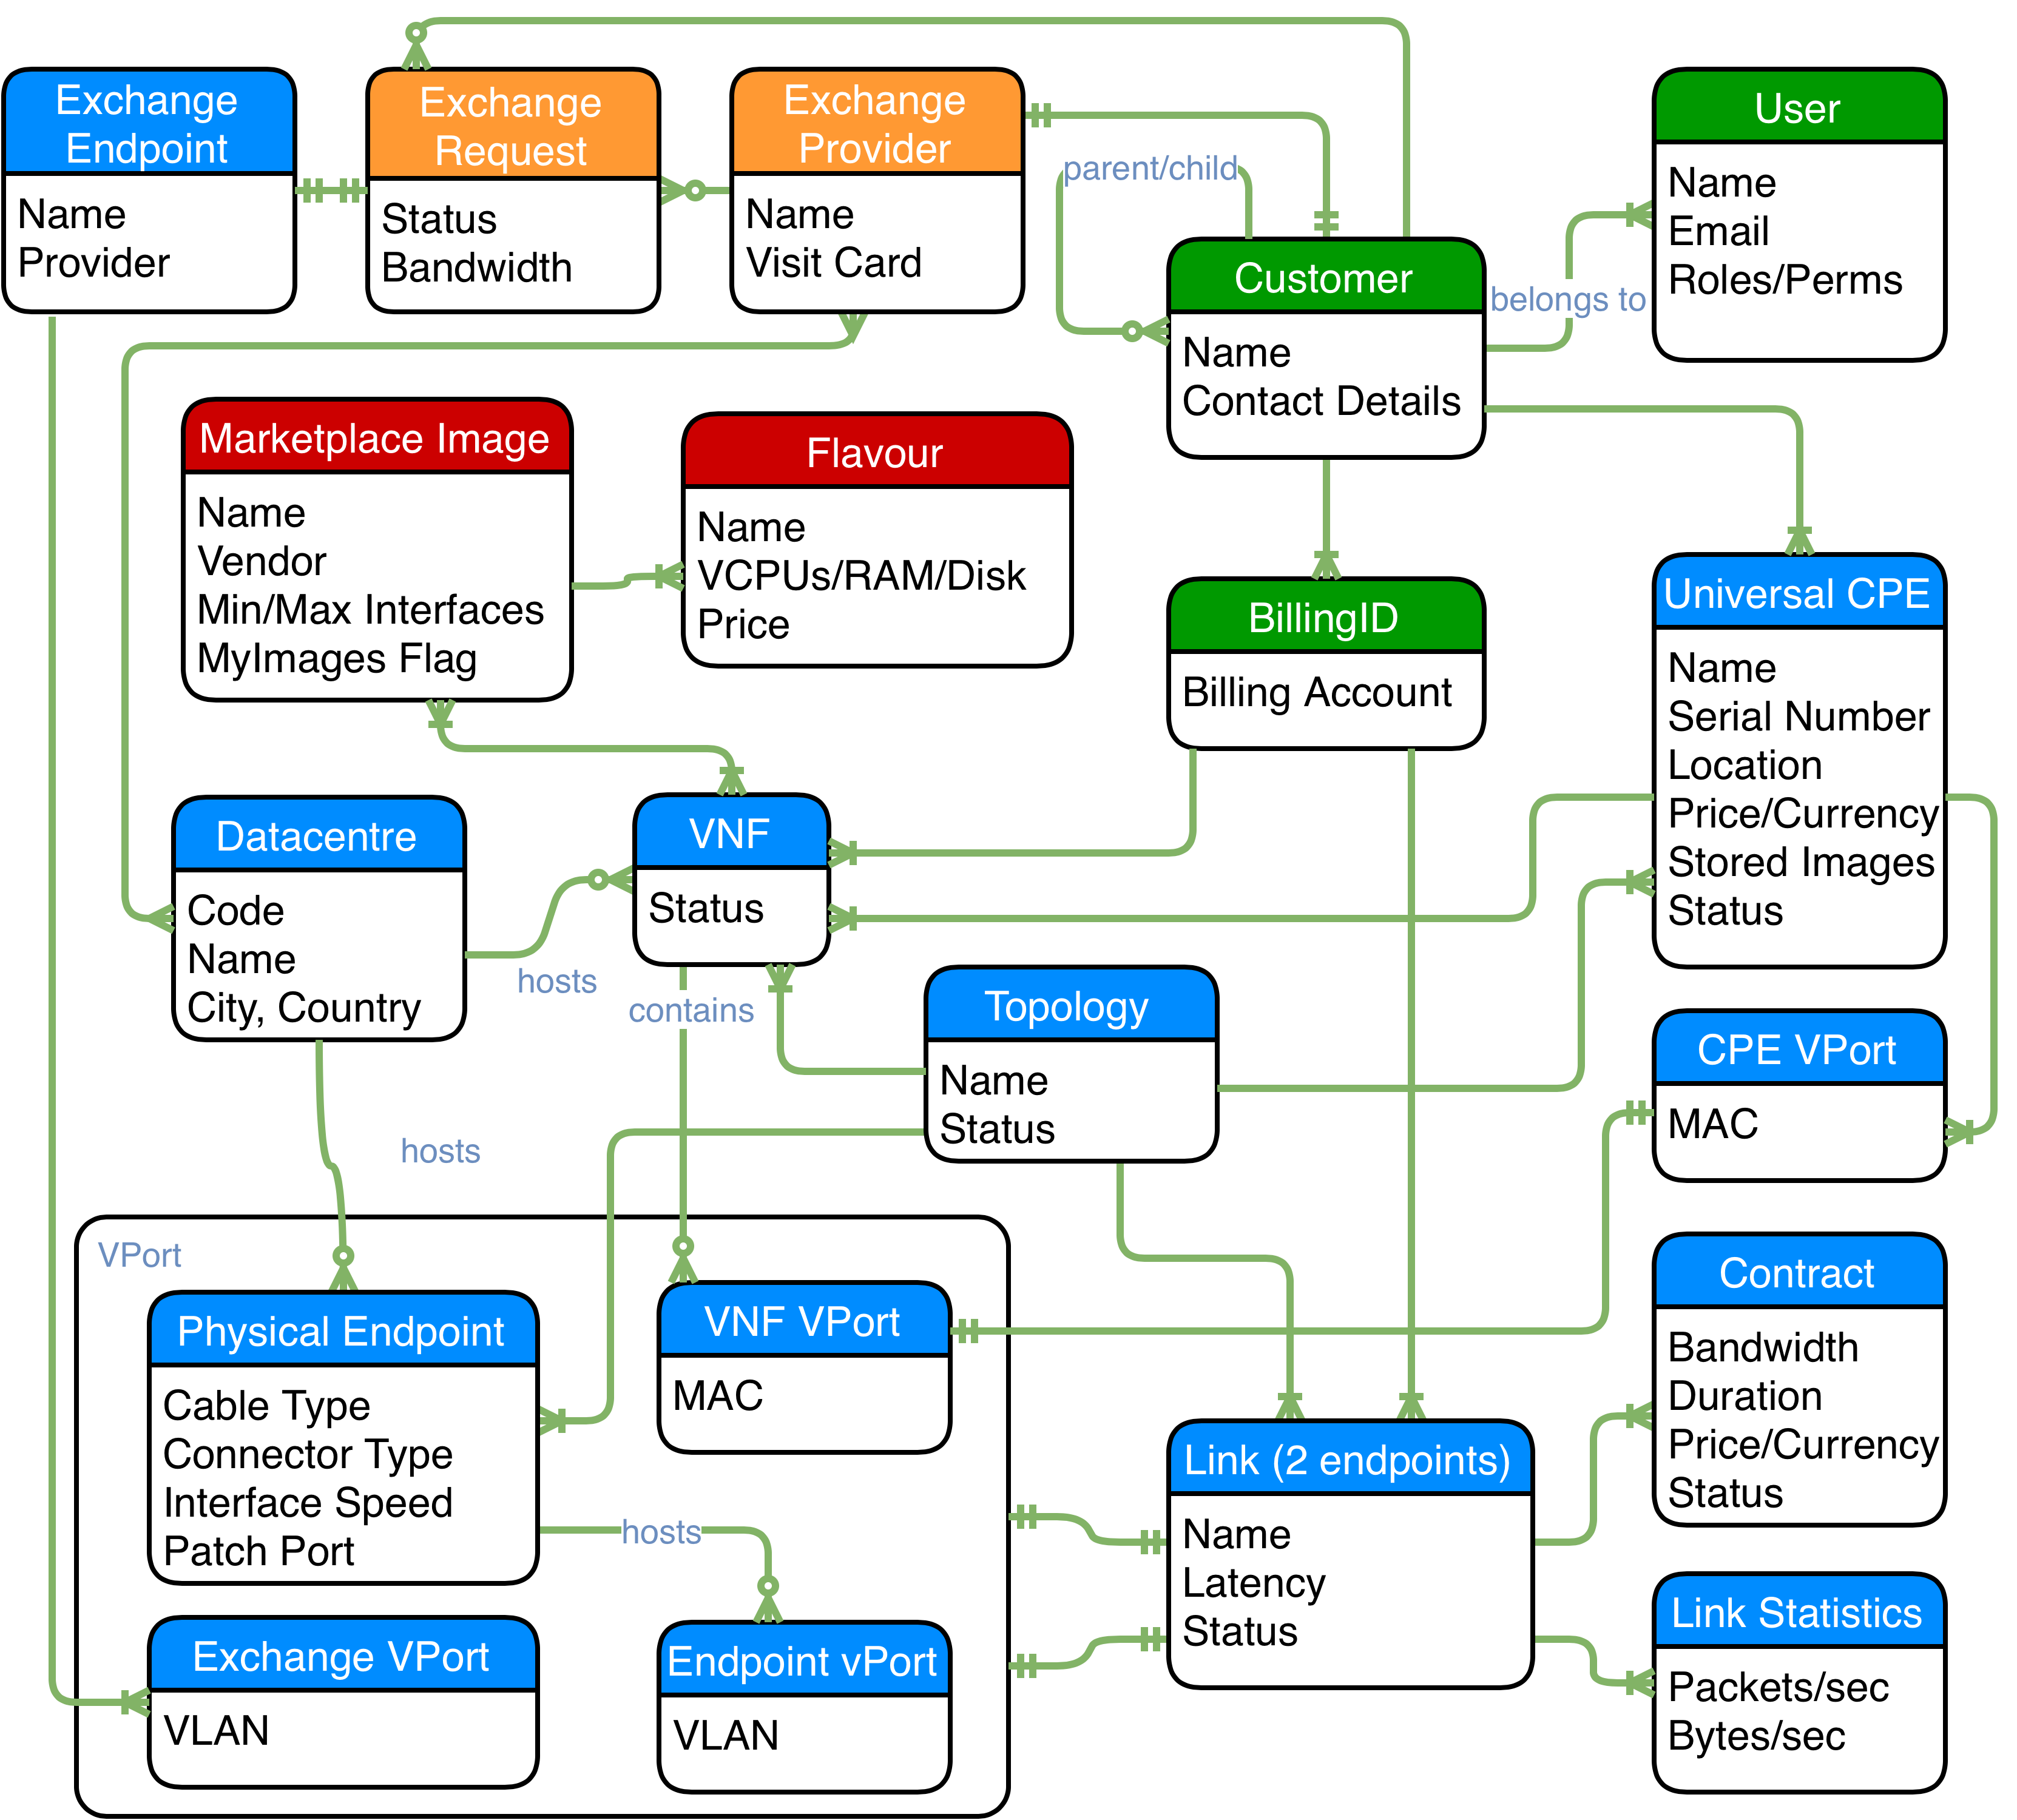 Exchange
Endpoint
Name
Provider
Exchange
Request
Status
Bandwidth
Exchange
Provider
Name
Visit Card
parent/child
Customer
Name
Contact Details
belongs to
User
Name
Email
Roles/Perms
Marketplace Image
Name
Vendor
Min/Max Interfaces
MyImages Flag
Flavour
Name
VCPUs/RAM/Disk
Price
BillingID
Billing Account
Universal CPE
Name
Serial Number
Location
Price/Currency
Stored Images
Status
Datacentre
Code
Name
City, Country
hosts
VNF
Status
contains
Topology
Name
Status
CPE VPort
MAC
hosts
VPort
Physical Endpoint
Cable Type
Connector Type
Interface Speed
Patch Port
VNF VPort
MAC
hosts
Exchange VPort
VLAN
Endpoint vPort
VLAN
Link (2 endpoints)
Name
Latency
Status
Contract
Bandwidth
Duration
Price/Currency
Status
Link Statistics
Packets/sec
Bytes/sec